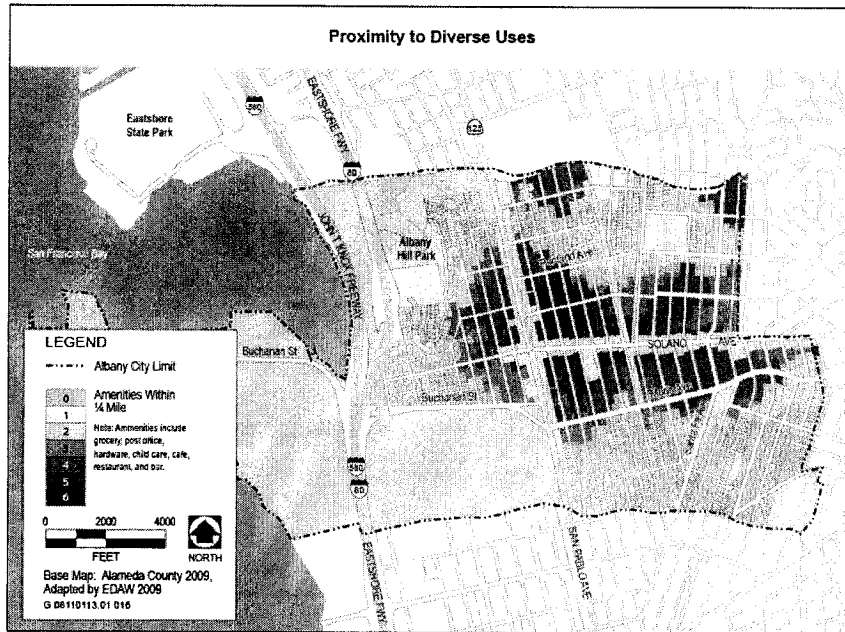 Proximity to Diverse Uses
Eastshore
State Park
580
EASTSHORE FWY
80
123
San Francisco Bay
JOHN T KNOX FREEWAY
Albany
Hill Park
SOLANO AVE
Buchanan St
Buchanan St
LEGEND
Albany City Limit
0
1
2
3
4
5
6
Amenities Within
¼ Mile
Note: Ammenities include
grocery, post office,
hardware, child care, cafe,
restaurant, and bar.
0 2000 4000
FEET
NORTH
Base Map: Alameda County 2009,
Adapted by EDAW 2009
G 08110113.01 016
580
80
EASTSHORE FWY
SAN PABLO AVE